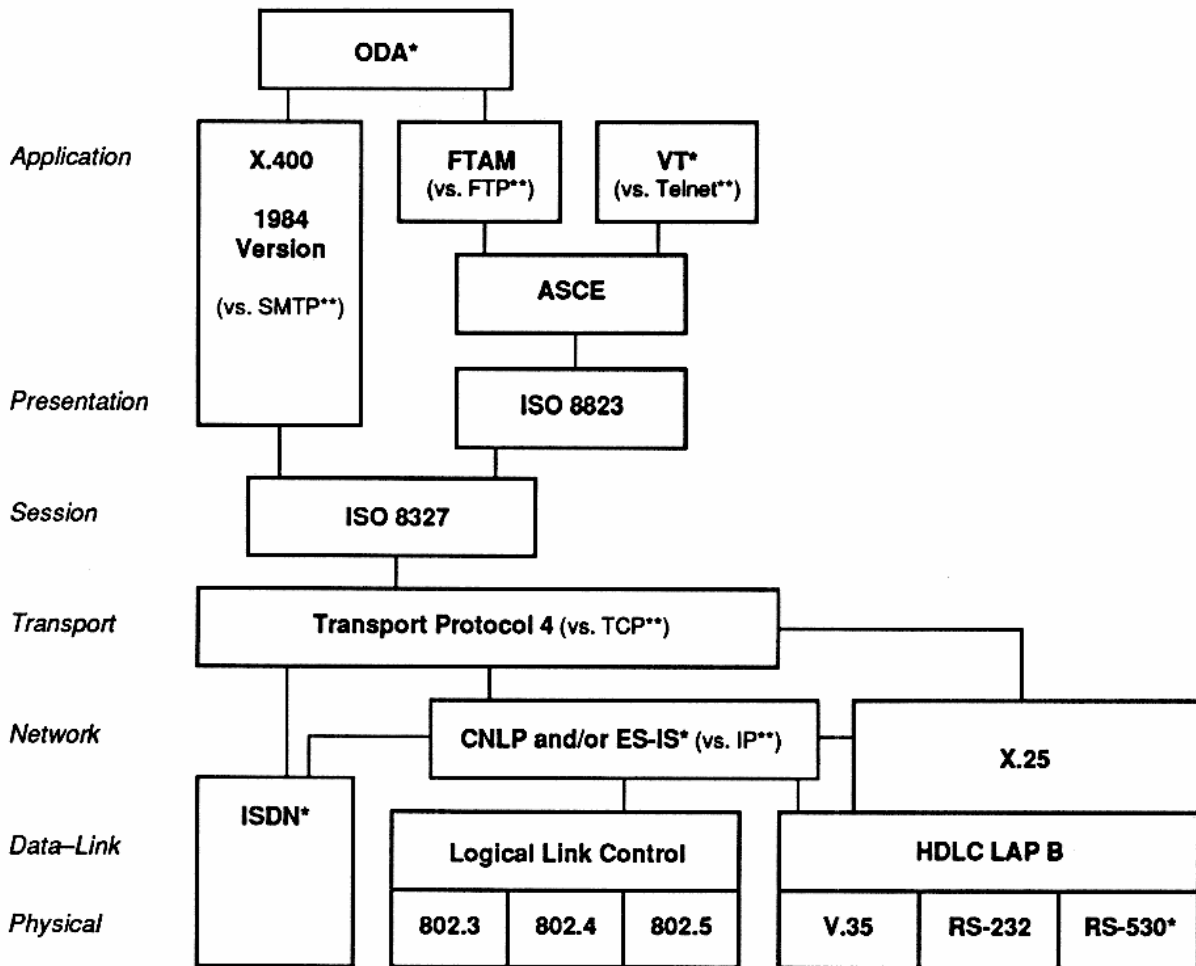 ODA*
Application
X.400
1984
Version
(vs. SMTP**)
FTAM
(vs. FTP**)
VT*
(vs. Telnet**)
ASCE
Presentation
ISO 8823
Session
ISO 8327
Transport
Transport Protocol 4 (vs. TCP**)
Network
CNLP and/or ES-IS* (vs. IP**)
X.25
ISDN*
Data–Link
Logical Link Control
HDLC LAP B
Physical
802.3
802.4
802.5
V.35
RS-232
RS-530*